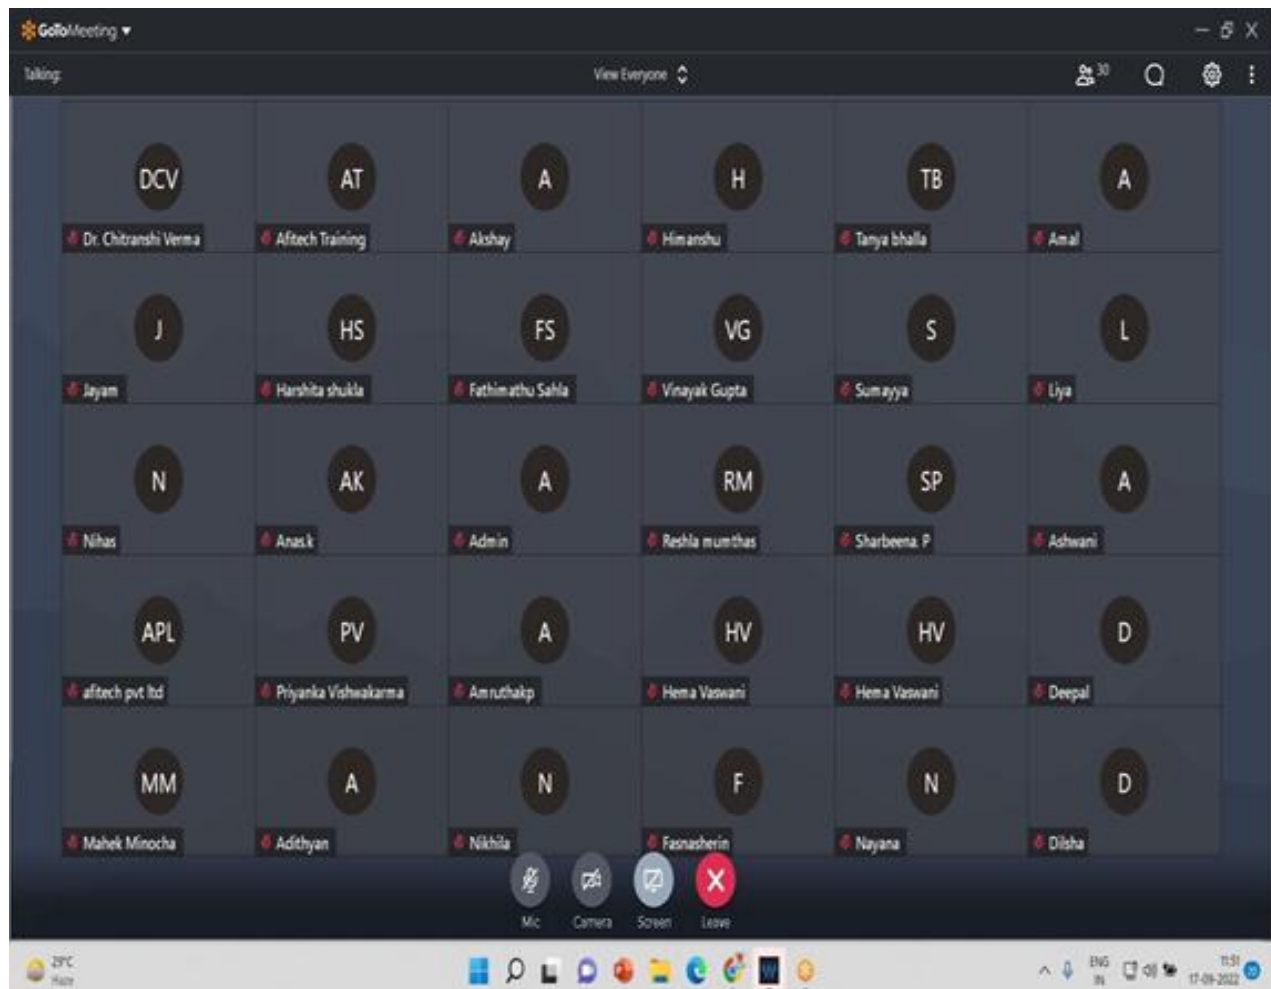 GoToMeeting
Talking:
View Everyone
30
DCV AT A H TB A
Dr. Chitranshi Verma Afitech Training Akshay Himanshu Tanya bhalla Amal
J HS FS VG S L
Jayam Harshita shukla Fathimathu Sahla Vinayak Gupta Sumayya Liya
N AK A RM SP A
Nihas Anas.k Admin Reshla mumthas Sharbeena. P Ashwani
APL PV A HV HV D
afitech pvt ltd Priyanka Vishwakarma Amruthakp Hema Vaswani Hema Vaswani Deepal
MM A N F N D
Mahek Minocha Adithyan Nikhila Fasnasherin Nayana Dilsha
Mic Camera Screen Leave
29°C
Haze
W
ENG
IN
11:51
17-09-2022
20